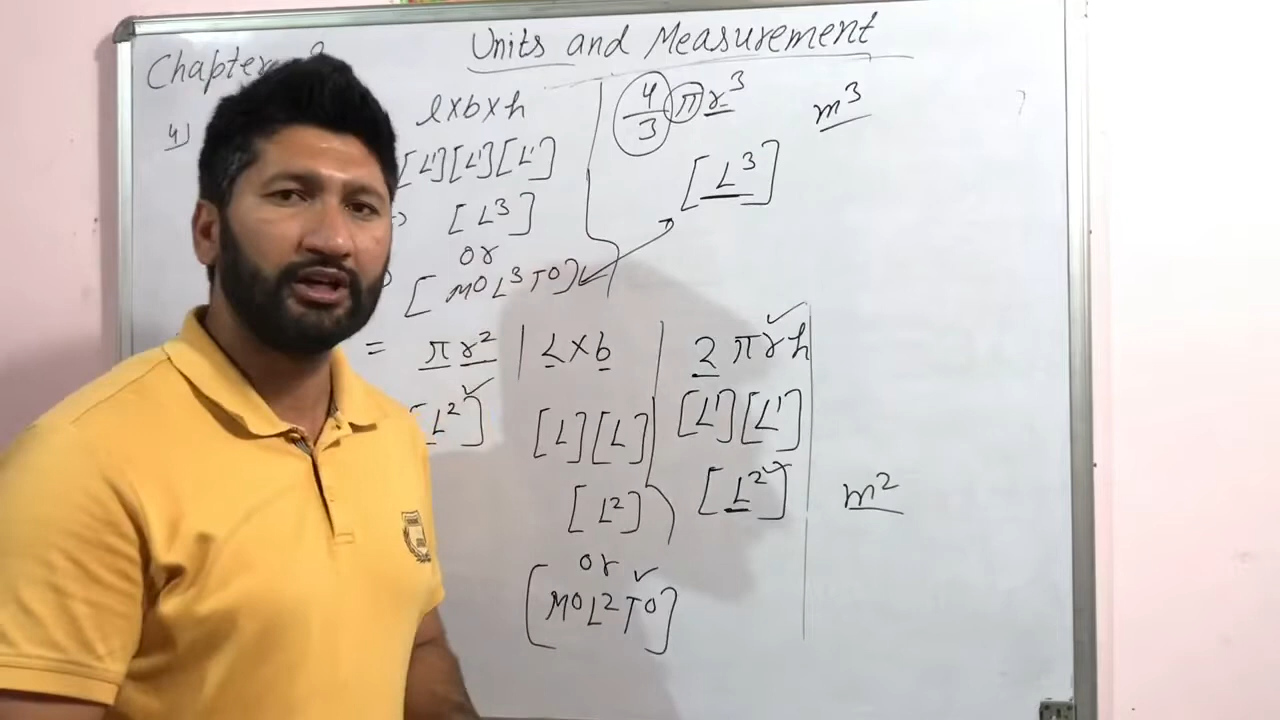 Units and Measurement
Chapter
4)
l×b×h
[L¹][L¹][L¹]
[L³]
or
[M0L³T0]
4/3 πr³
m³
[L³]
= πr²
[L²]
L×b
[L][L]
[L²]
or
[M0L2T0]
2πrh
[L¹][L¹]
[L²]
m²